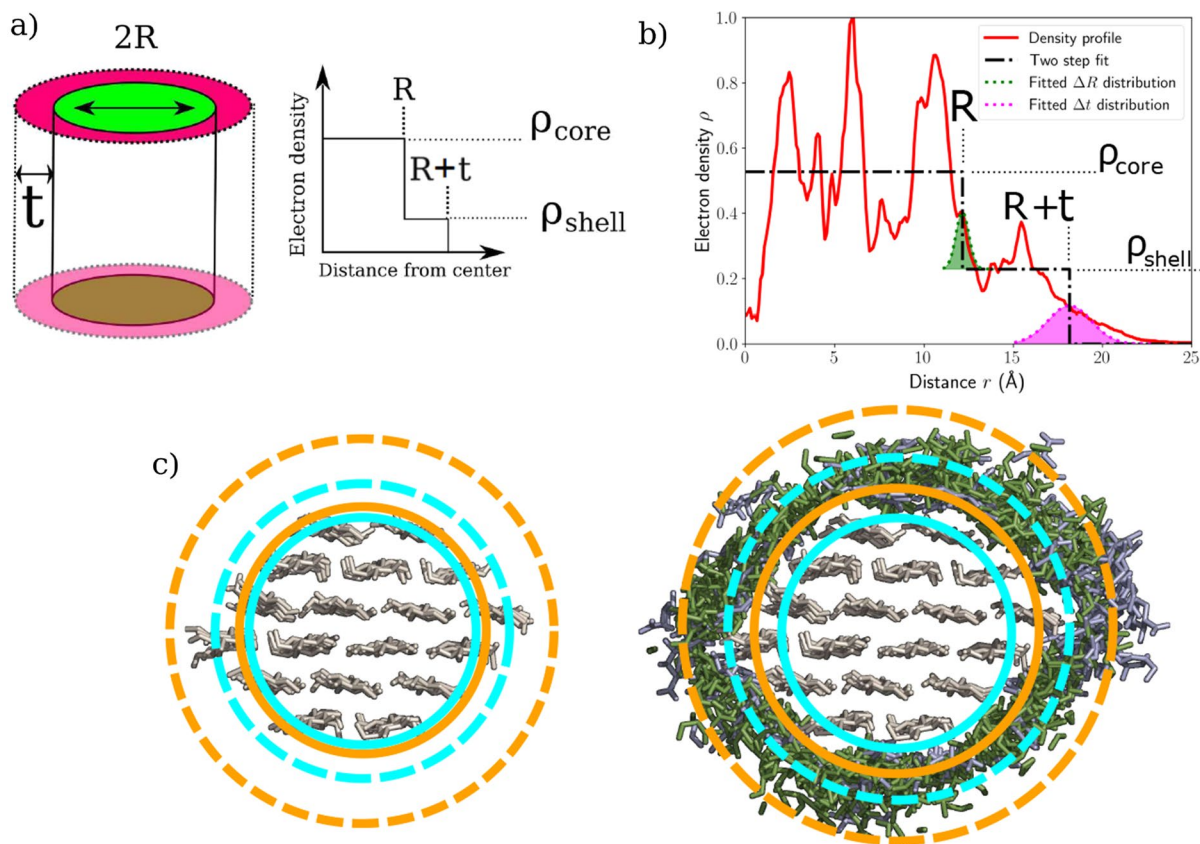 a)
2R
t
Electron density
R
R+t
ρcore
ρshell
Distance from center
b)
Density profile
Two step fit
Fitted ΔR distribution
Fitted Δt distribution
R
ρcore
R+t
ρshell
Electron density ρ
1.0
0.8
0.6
0.4
0.2
0.0
0 5 10 15 20 25
Distance r (Å)
c)